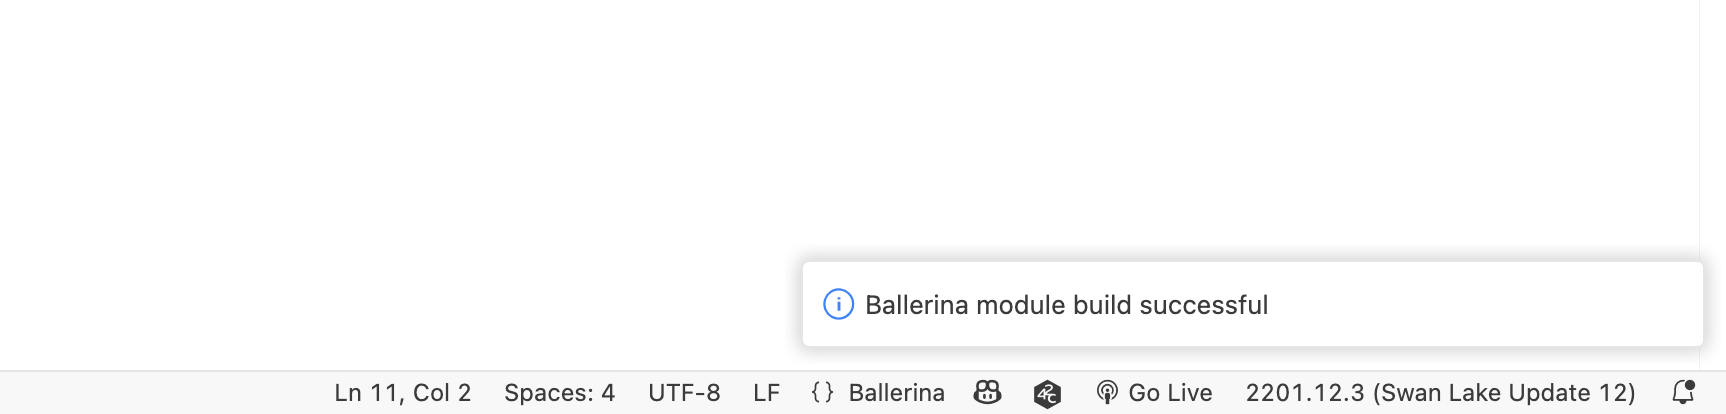 Ballerina module build successful
Ln 11, Col 2 Spaces: 4 UTF-8 LF {} Ballerina 42C Go Live 2201.12.3 (Swan Lake Update 12)